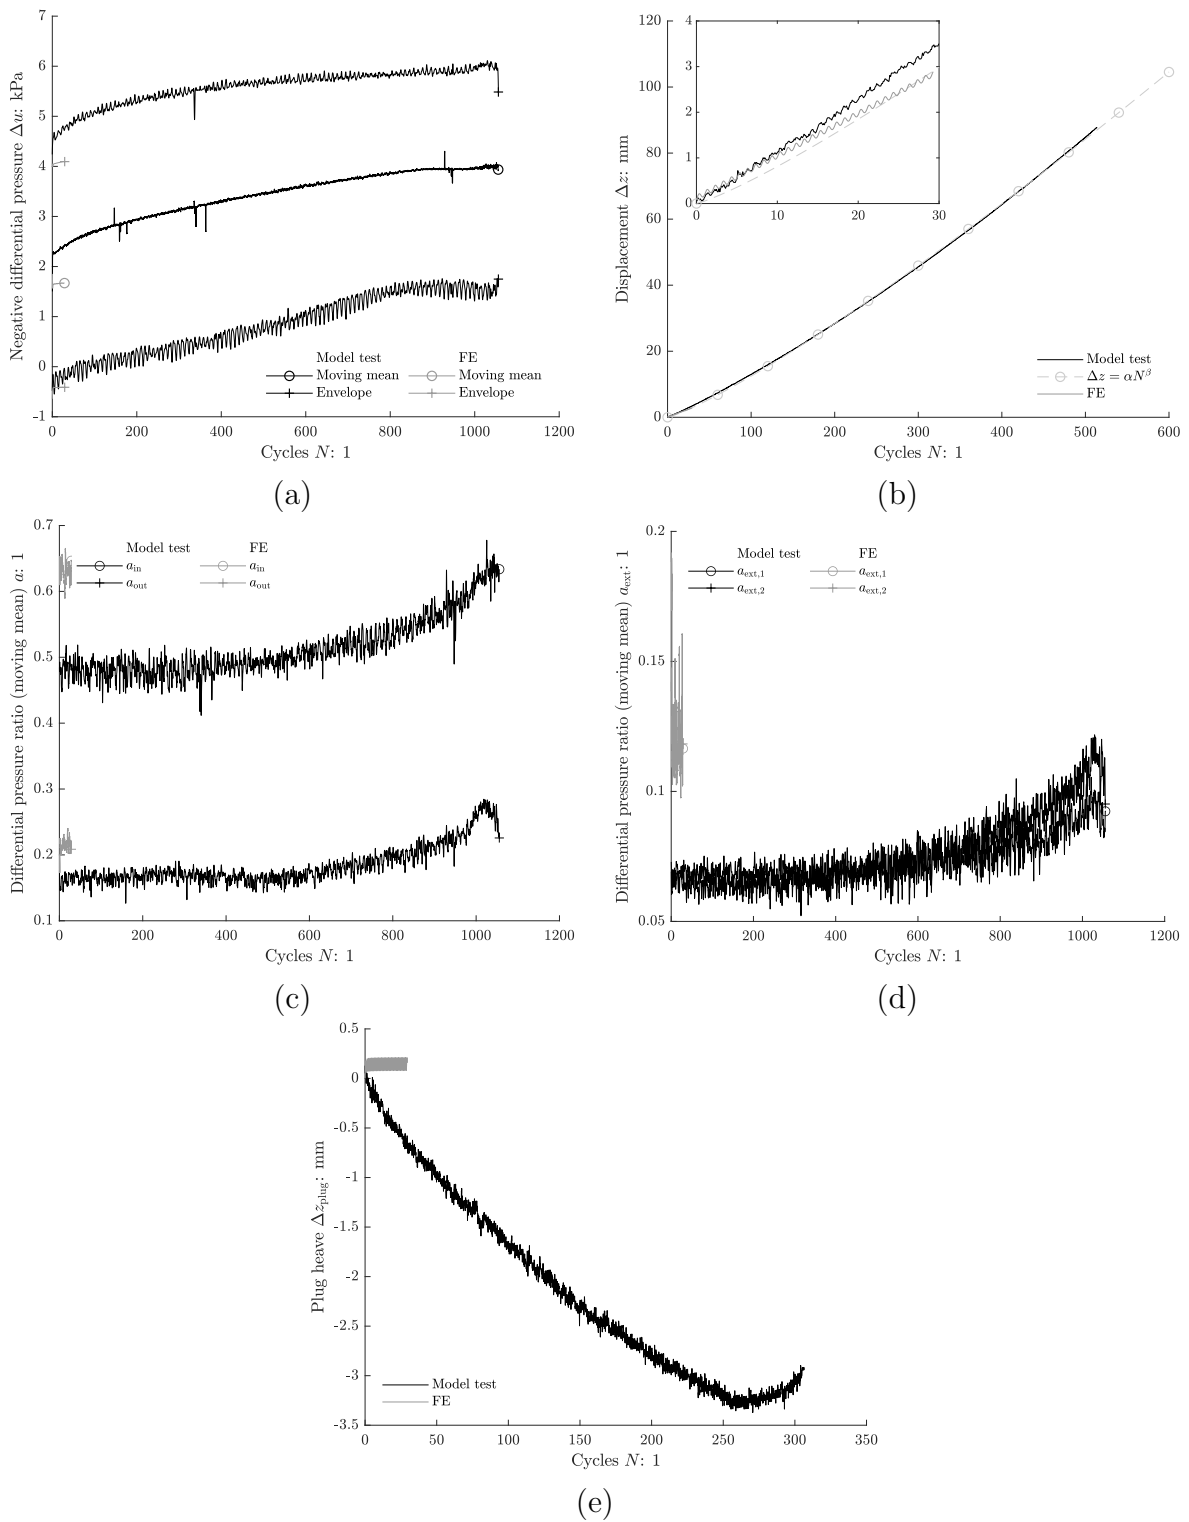 7
6
5
4
3
2
1
0
-1
Negative differential pressure Δu: kPa
0 200 400 600 800 1000 1200
Cycles N: 1
Model test FE
Moving mean Moving mean
Envelope Envelope
(a)
120
100
80
60
40
20
0
Displacement Δz: mm
4
3
2
1
0
0 10 20 30
Model test
Δz = αN^β
FE
0 100 200 300 400 500 600
Cycles N: 1
(b)
0.7
0.6
0.5
0.4
0.3
0.2
0.1
Differential pressure ratio (moving mean) a: 1
Model test FE
a_in a_in
a_out a_out
0 200 400 600 800 1000 1200
Cycles N: 1
(c)
0.2
0.15
0.1
0.05
Differential pressure ratio (moving mean) a_ext: 1
Model test FE
a_ext,1 a_ext,1
a_ext,2 a_ext,2
0 200 400 600 800 1000 1200
Cycles N: 1
(d)
0.5
0
-0.5
-1
-1.5
-2
-2.5
-3
-3.5
Plug heave Δz_plug: mm
Model test
FE
0 50 100 150 200 250 300 350
Cycles N: 1
(e)